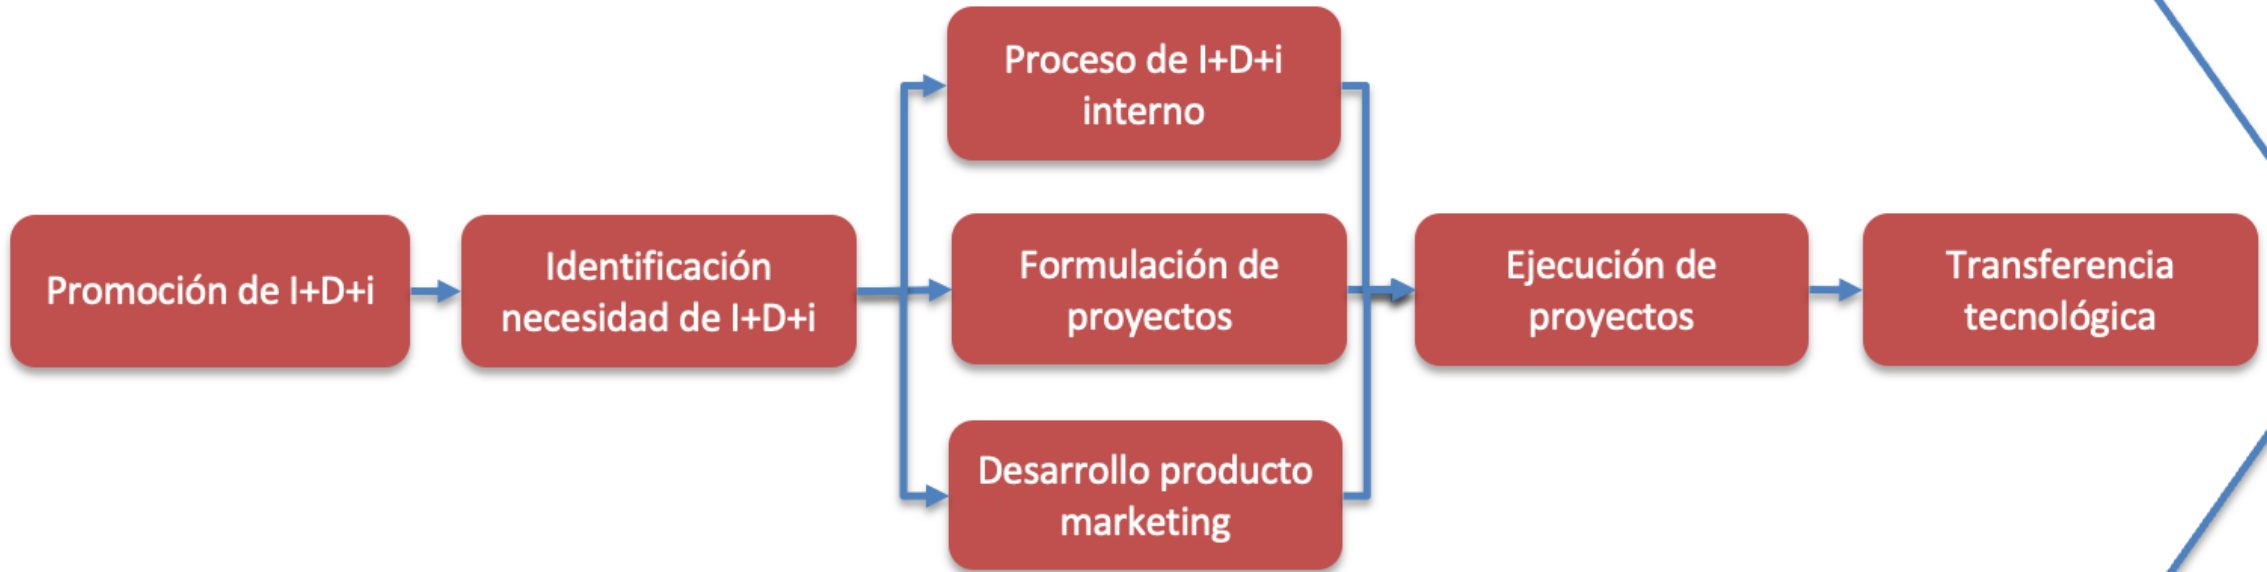 Promoción de I+D+i
Identificación
necesidad de I+D+i
Proceso de I+D+i
interno
Formulación de
proyectos
Desarrollo producto
marketing
Ejecución de
proyectos
Transferencia
tecnológica